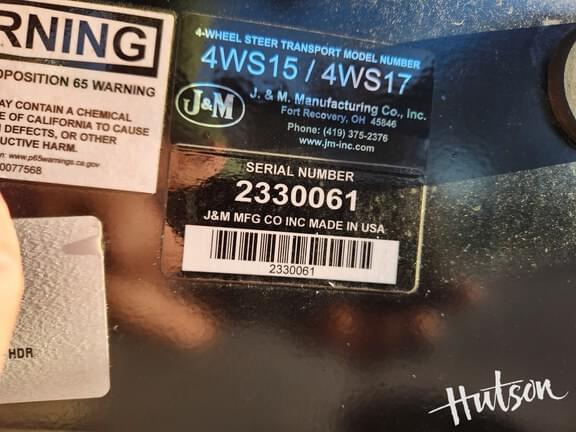 RNING
OPOSITION 65 WARNING
AY CONTAIN A CHEMICAL
E OF CALIFORNIA TO CAUSE
DEFECTS, OR OTHER
UCTIVE HARM.
www.p65warnings.ca.gov
0077568
HDR
4-WHEEL STEER TRANSPORT MODEL NUMBER
4WS15 / 4WS17
J&M
J. & M. Manufacturing Co., Inc.
Fort Recovery, OH 45846
Phone: (419) 375-2376
www.jm-inc.com
SERIAL NUMBER
2330061
J&M MFG CO INC MADE IN USA
2330061
Hutson